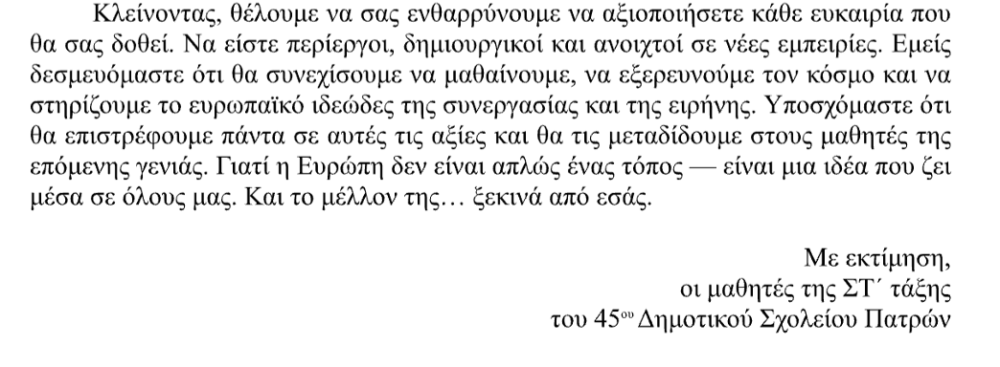 Κλείνοντας, θέλουμε να σας ενθαρρύνουμε να αξιοποιήσετε κάθε ευκαιρία που
θα σας δοθεί. Να είστε περίεργοι, δημιουργικοί και ανοιχτοί σε νέες εμπειρίες. Εμείς
δεσμευόμαστε ότι θα συνεχίσουμε να μαθαίνουμε, να εξερευνούμε τον κόσμο και να
στηρίζουμε το ευρωπαϊκό ιδεώδες της συνεργασίας και της ειρήνης. Υποσχόμαστε ότι
θα επιστρέφουμε πάντα σε αυτές τις αξίες και θα τις μεταδίδουμε στους μαθητές της
επόμενης γενιάς. Γιατί η Ευρώπη δεν είναι απλώς ένας τόπος — είναι μια ιδέα που ζει
μέσα σε όλους μας. Και το μέλλον της… ξεκινά από εσάς.
Με εκτίμηση,
οι μαθητές της ΣΤ΄ τάξης
του 45ου Δημοτικού Σχολείου Πατρών